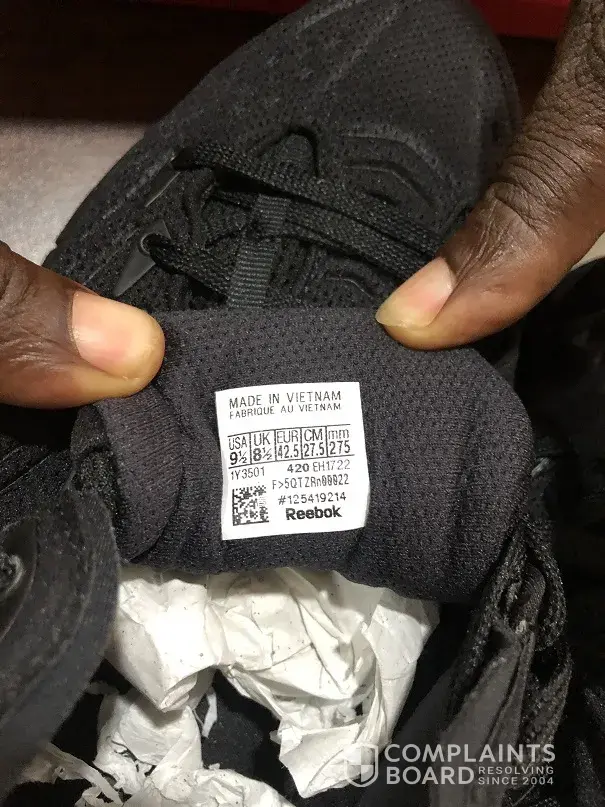 MADE IN VIETNAM
FABRIQUE AU VIETNAM
USA UK EUR CM mm
9½ 8½ 42.5 27.5 275
1Y3501 420 EH1722
F>5QTZRn00022
#125419214
Reebok
COMPLAINTS
BOARD RESOLVING
SINCE 2004